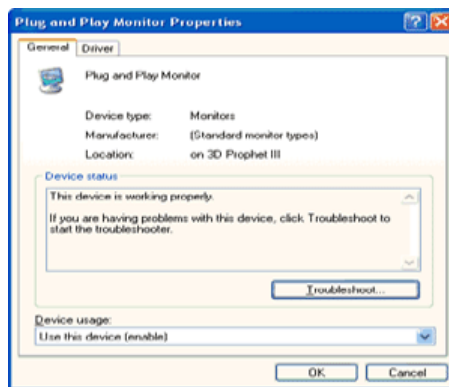 Plug and Play Monitor Properties
General Driver
Plug and Play Monitor
Device type: Monitors
Manufacturer: (Standard monitor types)
Location: on 3D Prophet III
Device status
This device is working properly.
If you are having problems with this device, click Troubleshoot to
start the troubleshooter.
Troubleshoot...
Device usage:
Use this device (enable)
OK Cancel